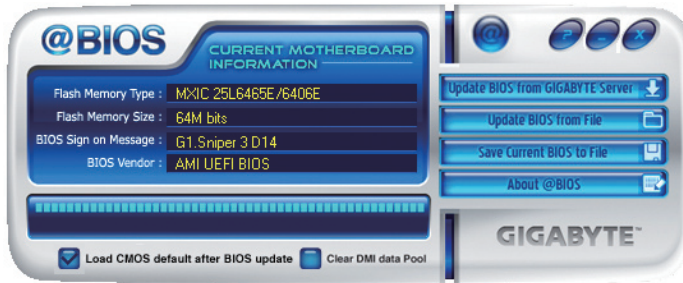 @BIOS
CURRENT MOTHERBOARD
INFORMATION
Flash Memory Type : MXIC 25L6465E/6406E
Flash Memory Size : 64M bits
BIOS Sign on Message : G1.Sniper 3 D14
BIOS Vendor : AMI UEFI BIOS
Load CMOS default after BIOS update
Clear DMI data Pool
@ ? _ X
Update BIOS from GIGABYTE Server
Update BIOS from File
Save Current BIOS to File
About @BIOS
GIGABYTE™